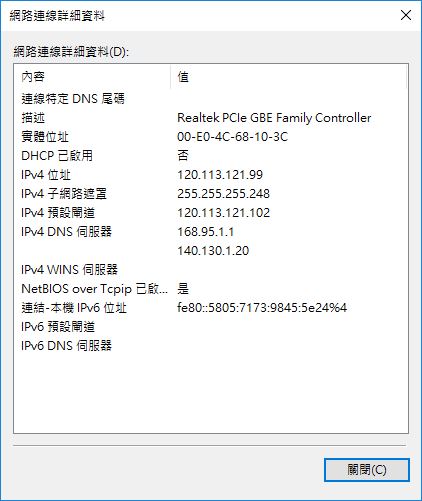 網路連線詳細資料
網路連線詳細資料(D):
內容 值
連線特定 DNS 尾碼
描述 Realtek PCIe GBE Family Controller
實體位址 00-E0-4C-68-10-3C
DHCP 已啟用 否
IPv4 位址 120.113.121.99
IPv4 子網路遮罩 255.255.255.248
IPv4 預設閘道 120.113.121.102
IPv4 DNS 伺服器 168.95.1.1
140.130.1.20
IPv4 WINS 伺服器
NetBIOS over Tcpip 已啟... 是
連結-本機 IPv6 位址 fe80::5805:7173:9845:5e24%4
IPv6 預設閘道
IPv6 DNS 伺服器
關閉(C)